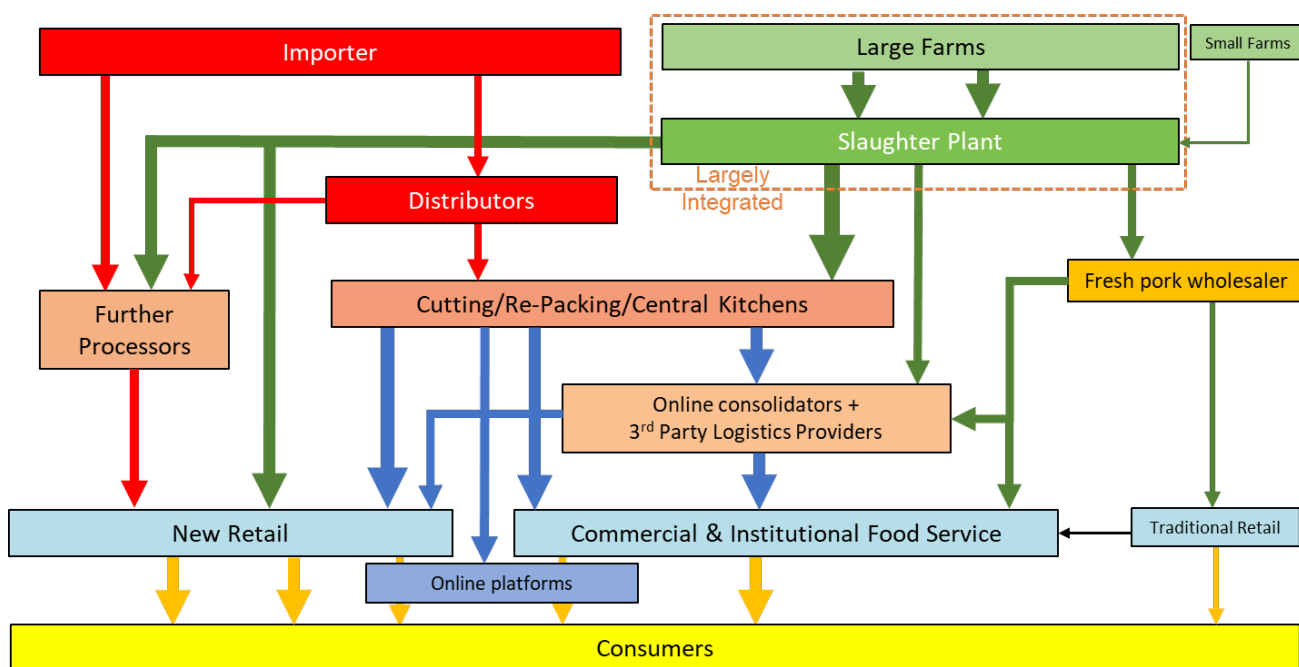 Importer
Large Farms
Small Farms
Slaughter Plant
Largely
Integrated
Distributors
Fresh pork wholesaler
Cutting/Re-Packing/Central Kitchens
Further
Processors
Online consolidators +
3rd Party Logistics Providers
New Retail
Commercial & Institutional Food Service
Traditional Retail
Online platforms
Consumers